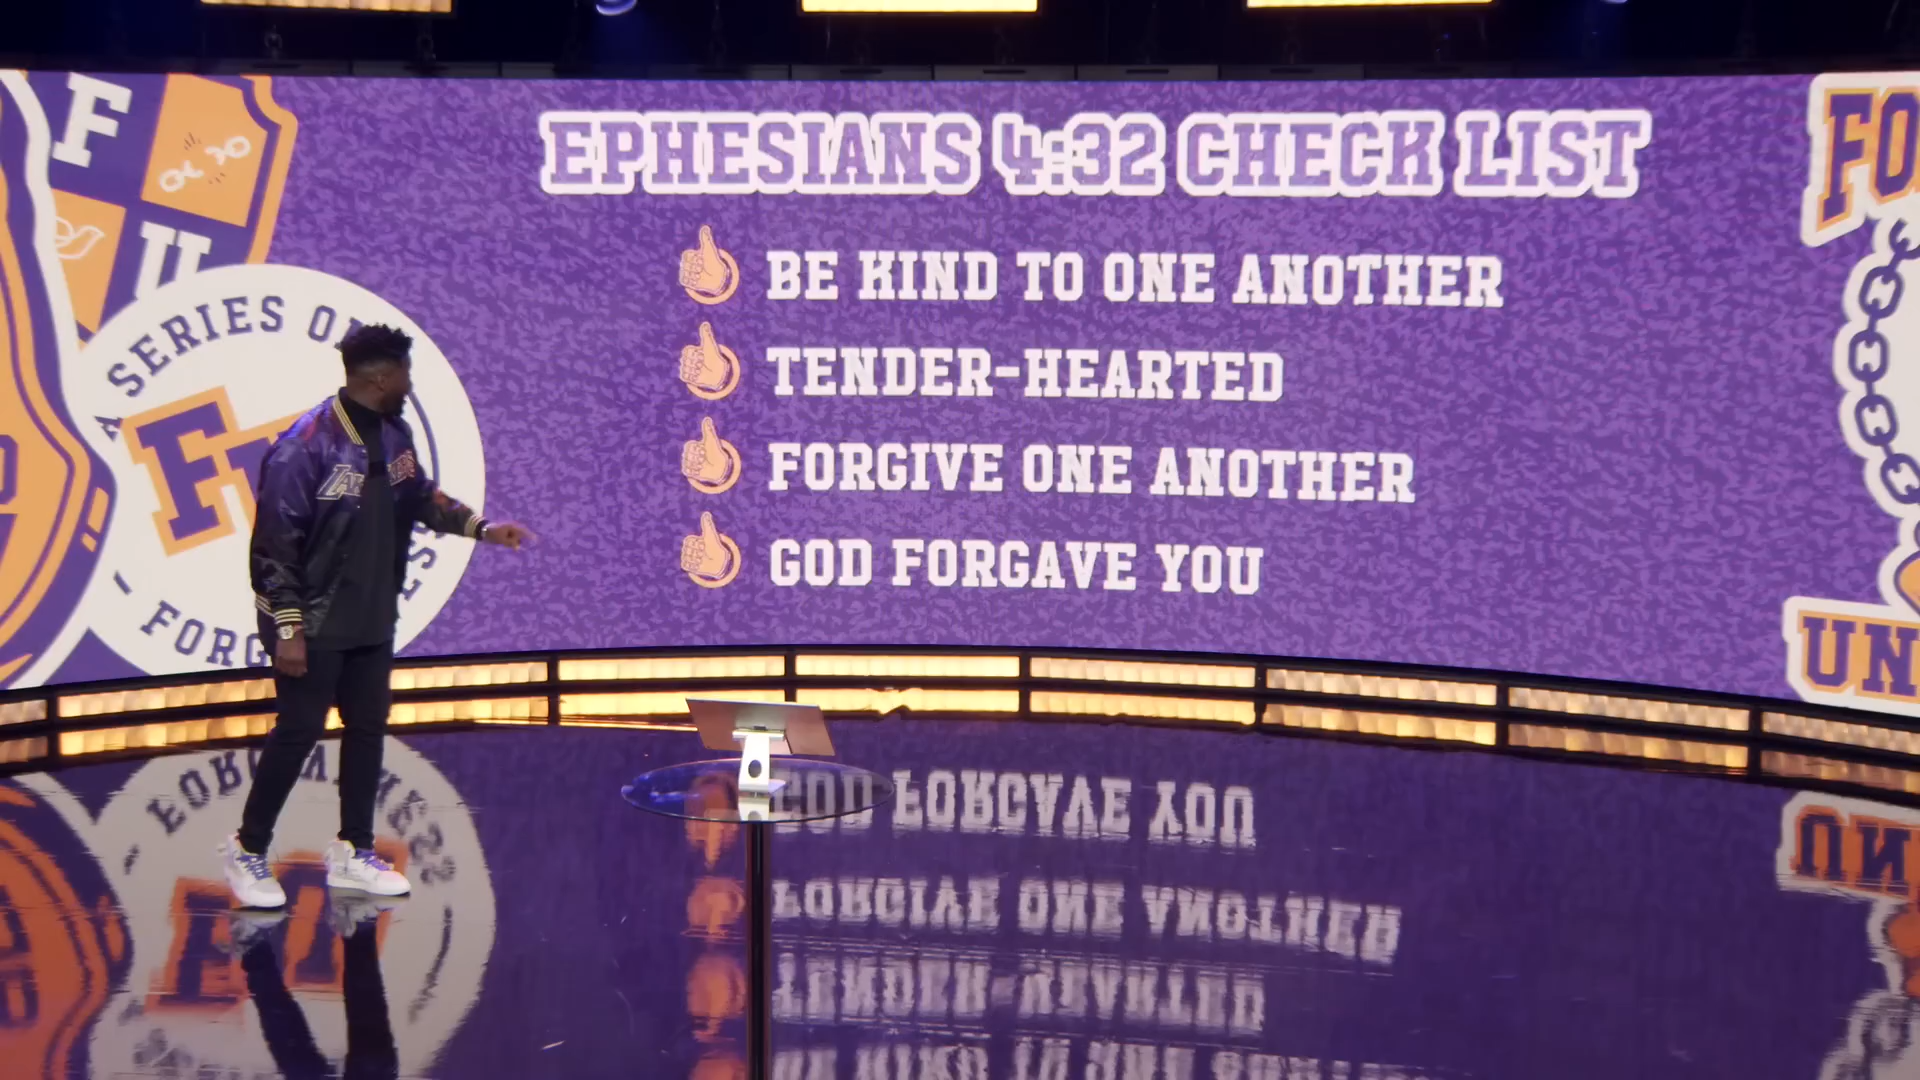 EPHESIANS 4:32 CHECK LIST
BE KIND TO ONE ANOTHER
TENDER-HEARTED
FORGIVE ONE ANOTHER
GOD FORGAVE YOU
F
U
A SERIES
FO
UN